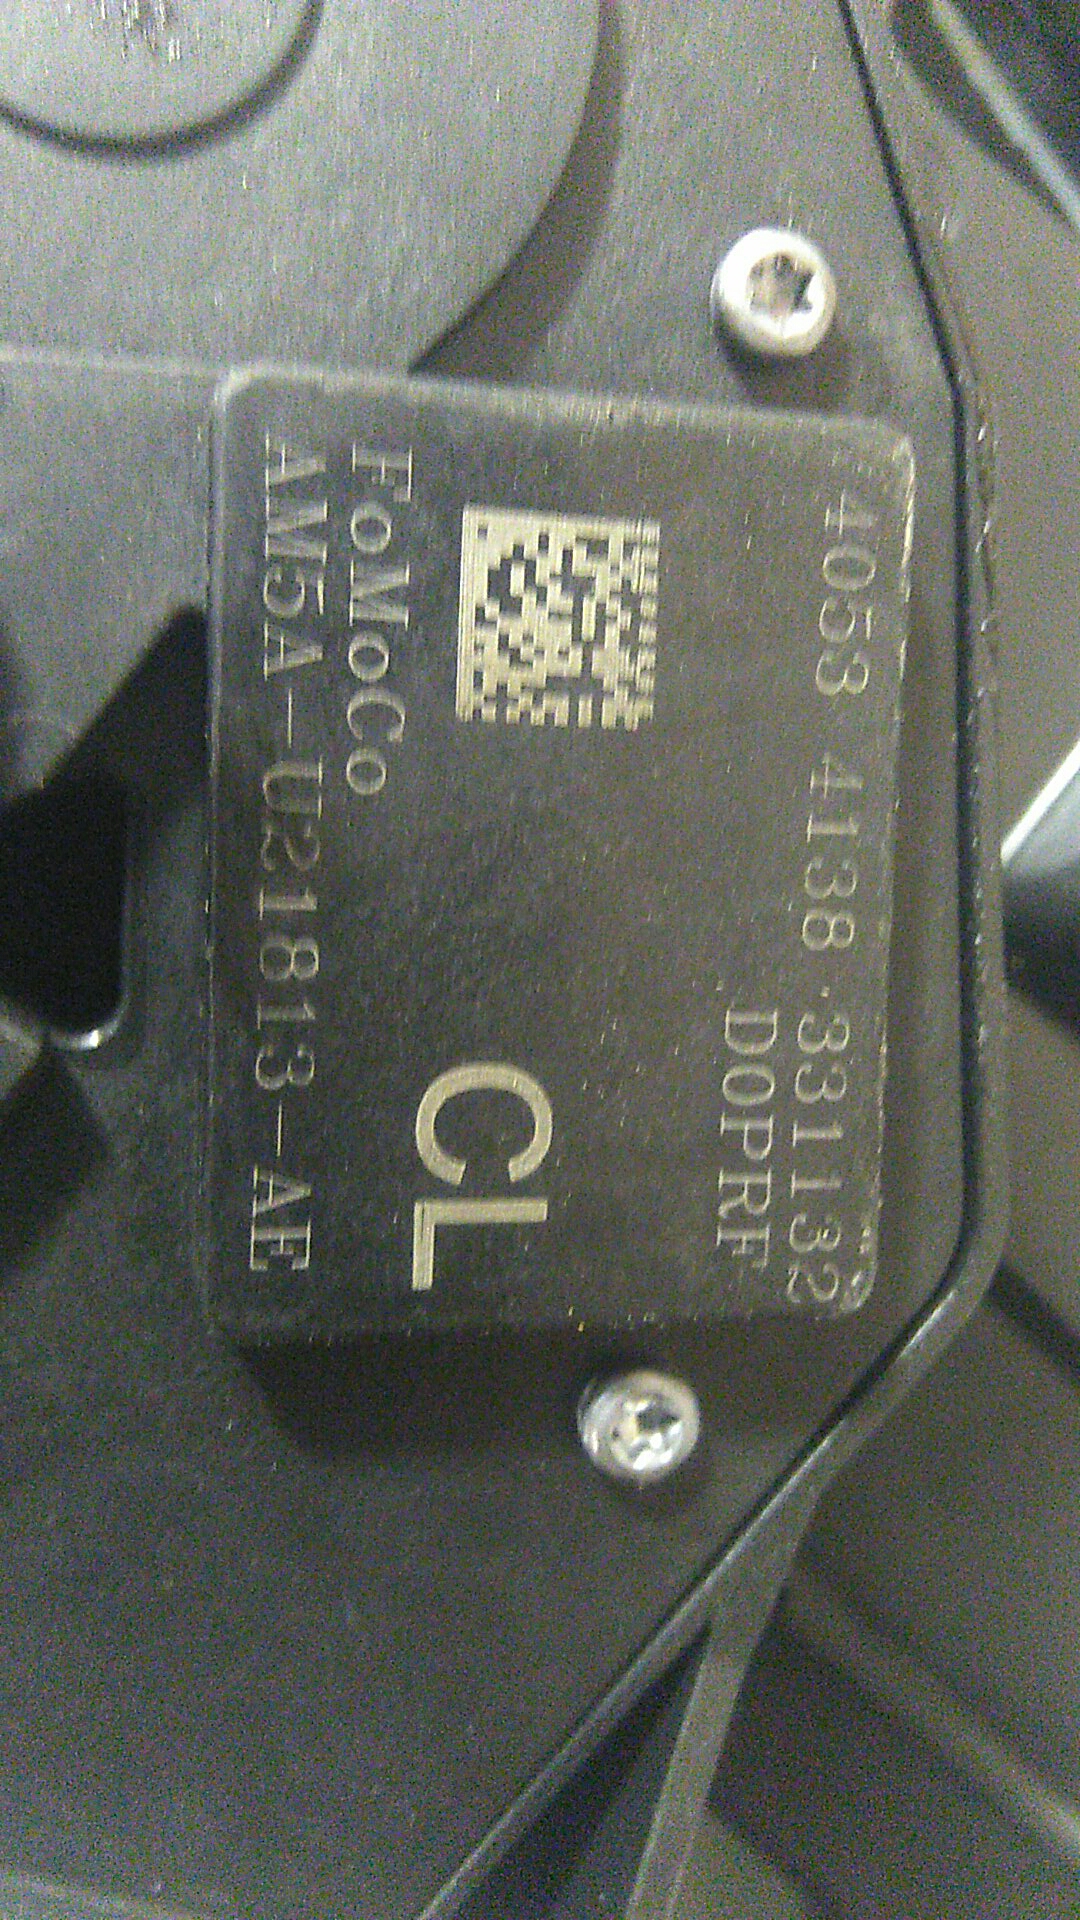 4053 4138 331132
D0PRF
CL
FoMoCo
AM5A-U21813-AE